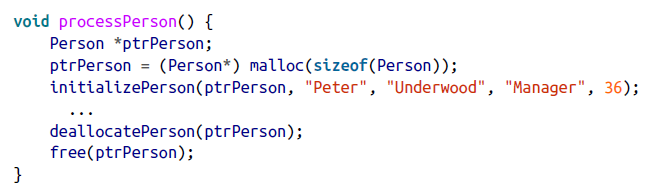 void processPerson() {
    Person *ptrPerson;
    ptrPerson = (Person*) malloc(sizeof(Person));
    initializePerson(ptrPerson, "Peter", "Underwood", "Manager", 36);
      ...
    deallocatePerson(ptrPerson);
    free(ptrPerson);
}